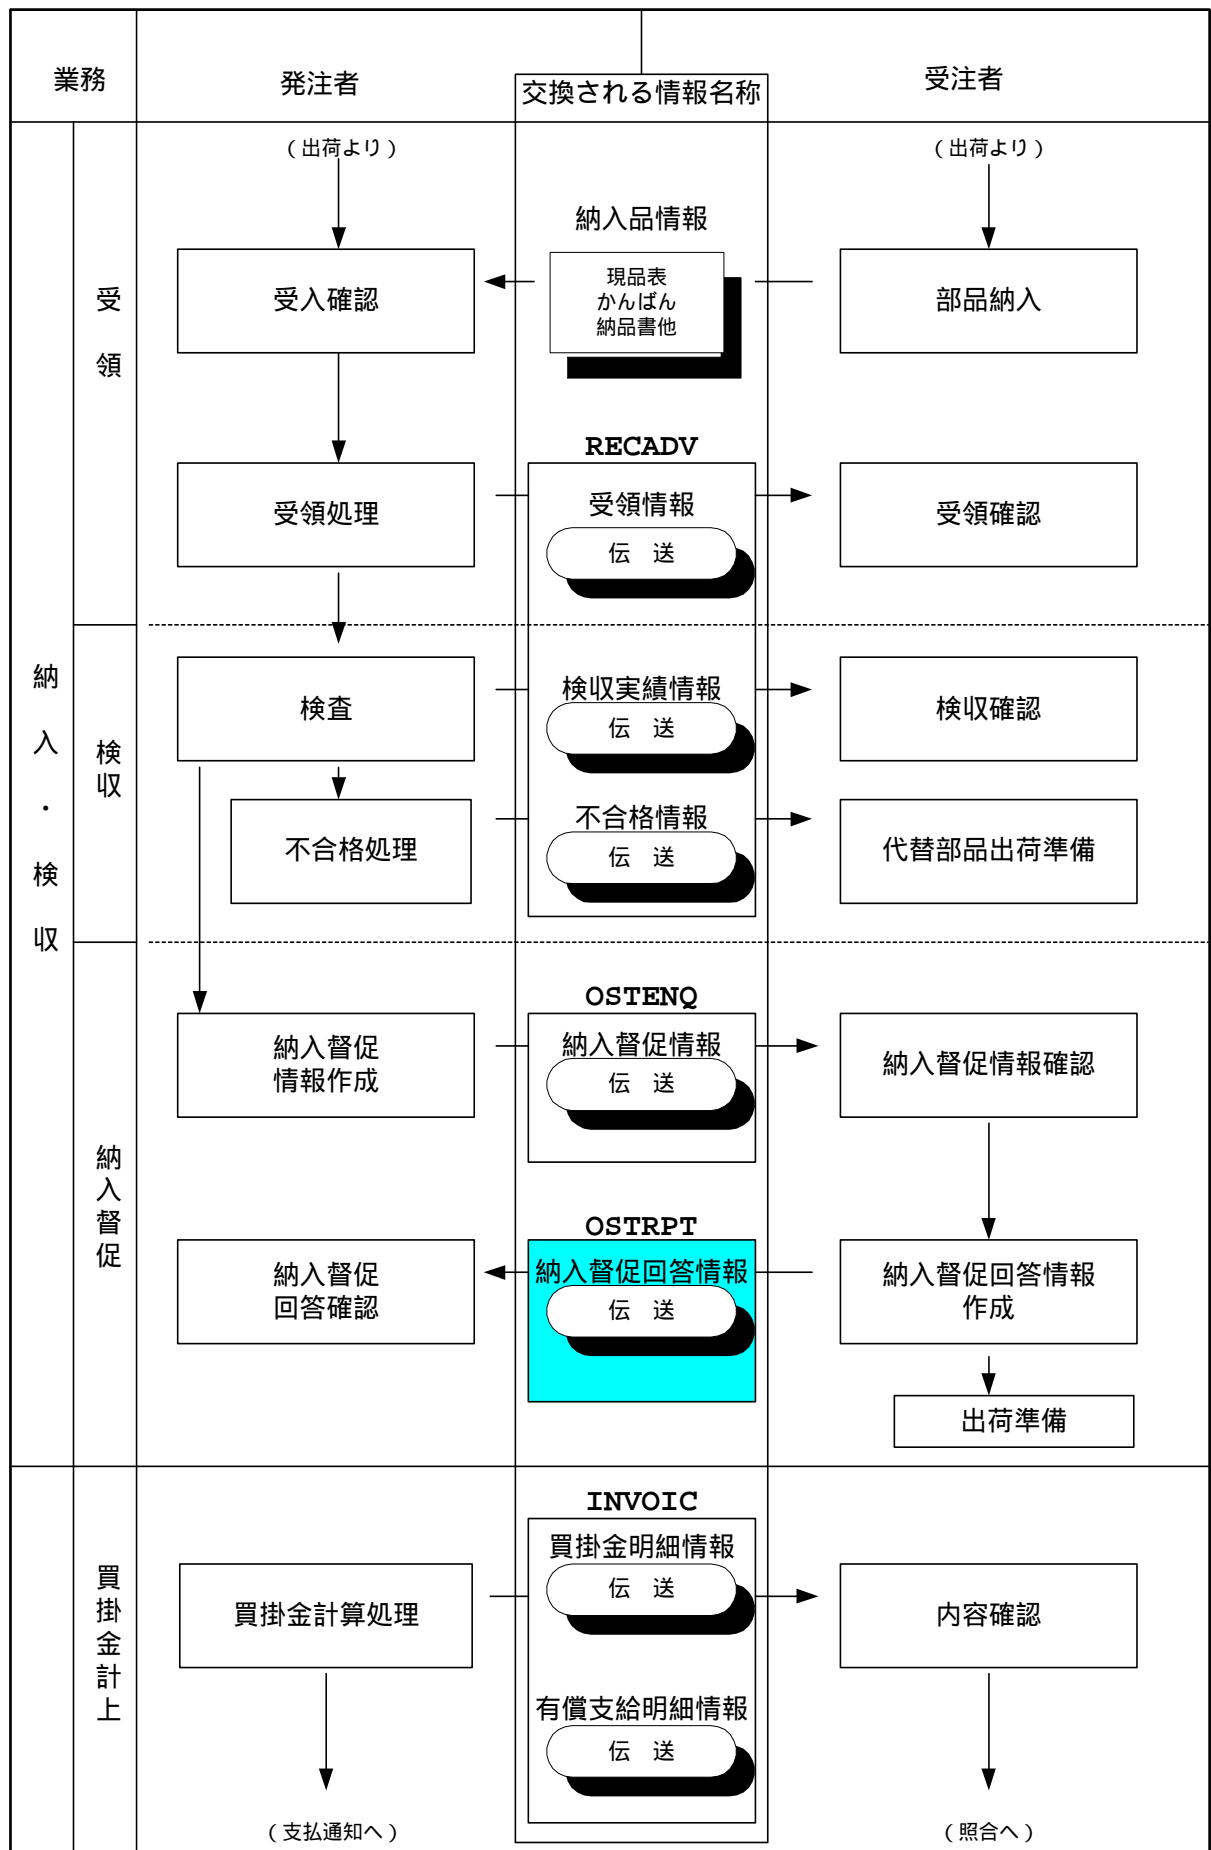 業務
発注者
交換される情報名称
受注者
納入・検収
受領
(出荷より)
(出荷より)
納入品情報
受入確認
現品表
かんばん
納品書他
部品納入
RECADV
受領処理
受領情報
伝 送
受領確認
検収
検査
検収実績情報
伝 送
検収確認
不合格処理
不合格情報
伝 送
代替部品出荷準備
納入督促
OSTENQ
納入督促
情報作成
納入督促情報
伝 送
納入督促情報確認
OSTRPT
納入督促
回答確認
納入督促回答情報
伝 送
納入督促回答情報
作成
出荷準備
買掛金計上
INVOIC
買掛金計算処理
買掛金明細情報
伝 送
内容確認
有償支給明細情報
伝 送
(支払通知へ)
(照合へ)